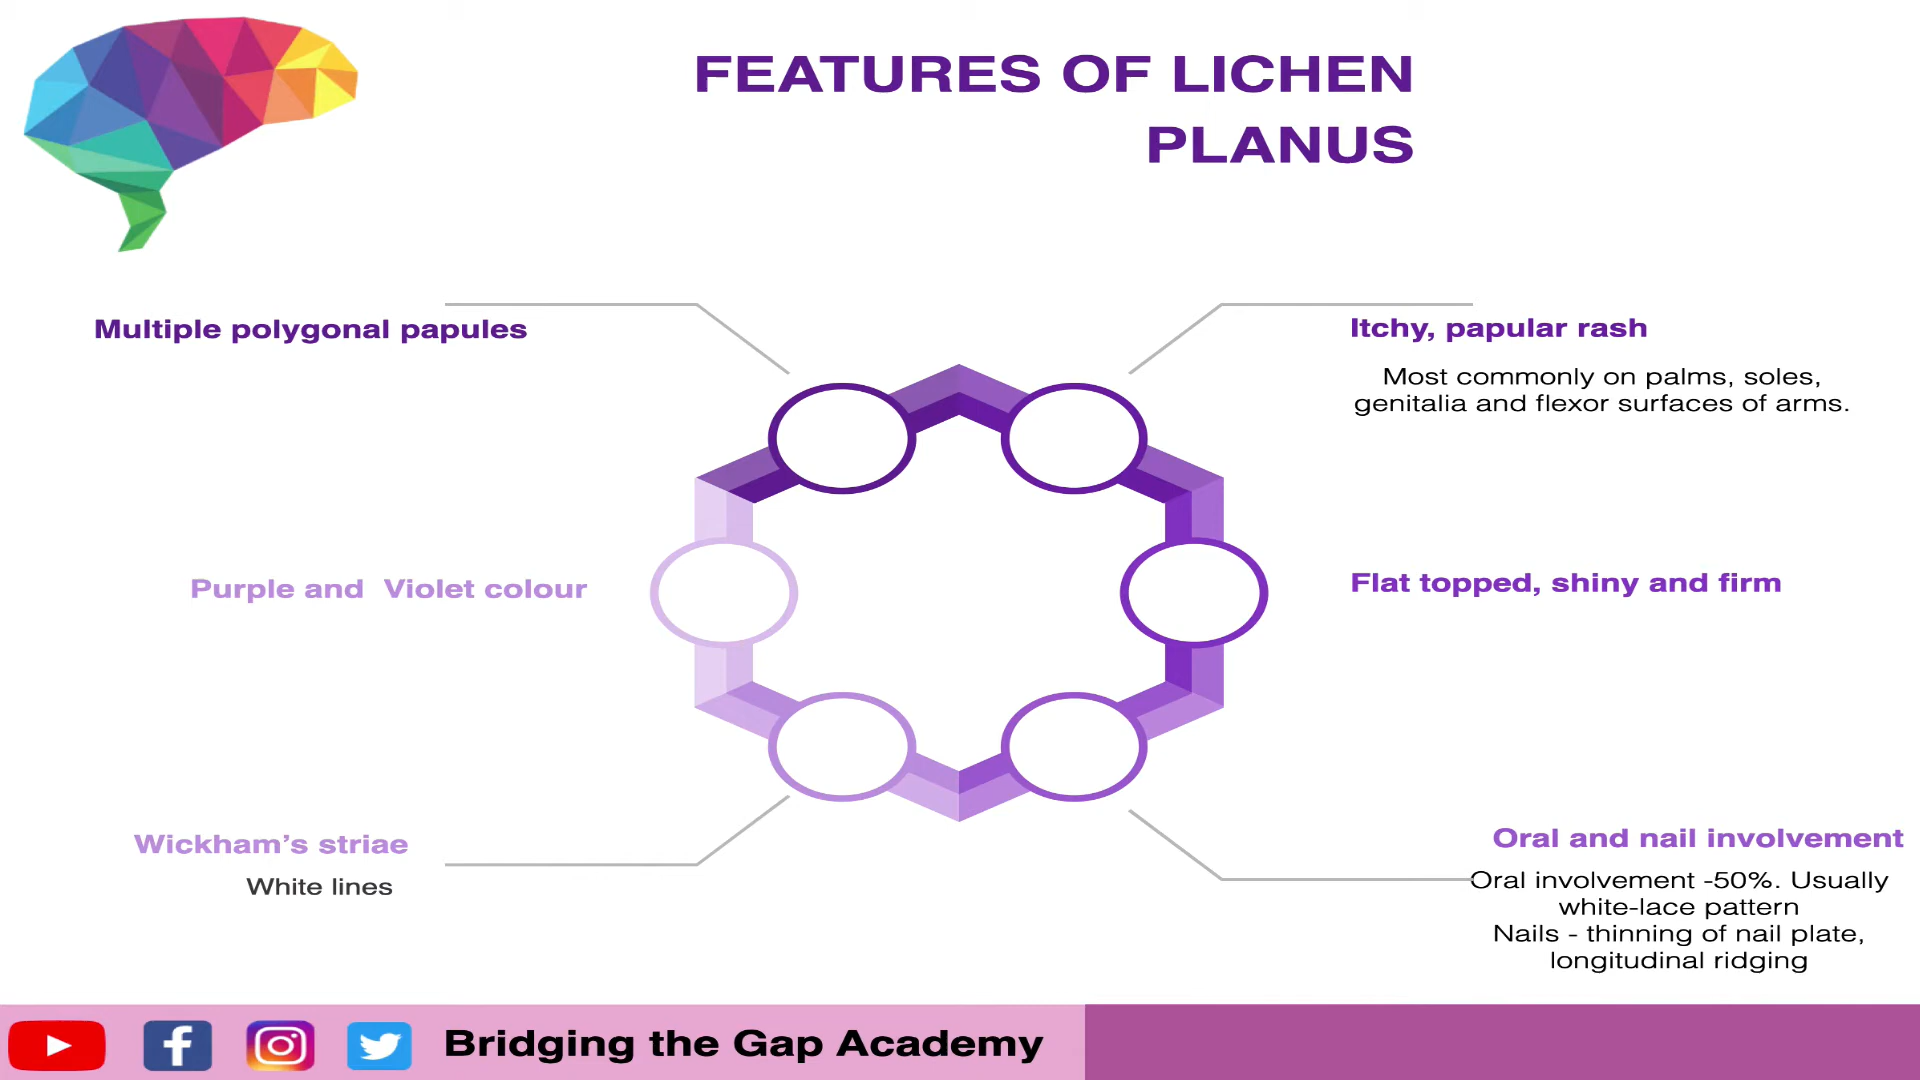 FEATURES OF LICHEN
PLANUS
Multiple polygonal papules
Itchy, papular rash
Most commonly on palms, soles,
genitalia and flexor surfaces of arms.
Purple and  Violet colour
Flat topped, shiny and firm
Wickham’s striae
White lines
Oral and nail involvement
Oral involvement -50%. Usually
white-lace pattern
Nails - thinning of nail plate,
longitudinal ridging
Bridging the Gap Academy